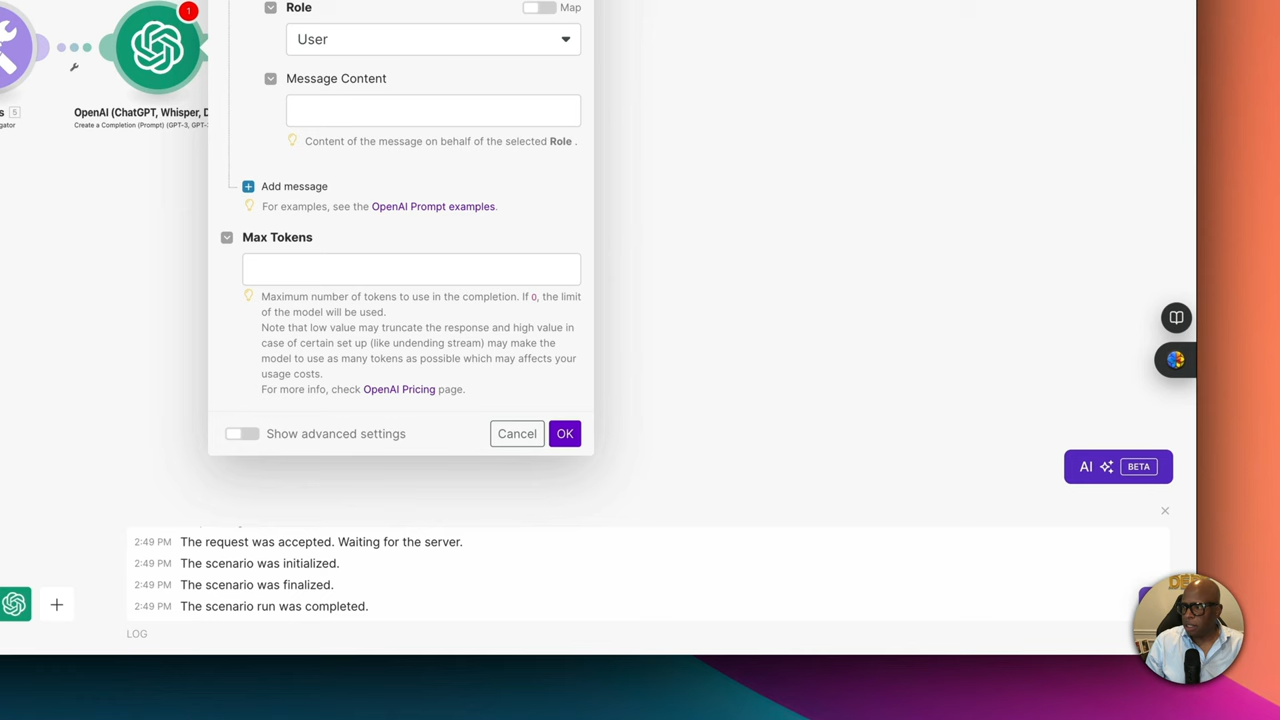 1
Role
Map
User
s 5
OpenAI (ChatGPT, Whisper, D
gator
Create a Completion (Prompt) (GPT-3, GPT-
Message Content
Content of the message on behalf of the selected Role .
Add message
For examples, see the OpenAI Prompt examples.
Max Tokens
Maximum number of tokens to use in the completion. If 0, the limit
of the model will be used.
Note that low value may truncate the response and high value in
case of certain set up (like undending stream) may make the
model to use as many tokens as possible which may affects your
usage costs.
For more info, check OpenAI Pricing page.
Show advanced settings
Cancel
OK
AI BETA
2:49 PM The request was accepted. Waiting for the server.
2:49 PM The scenario was initialized.
2:49 PM The scenario was finalized.
2:49 PM The scenario run was completed.
LOG